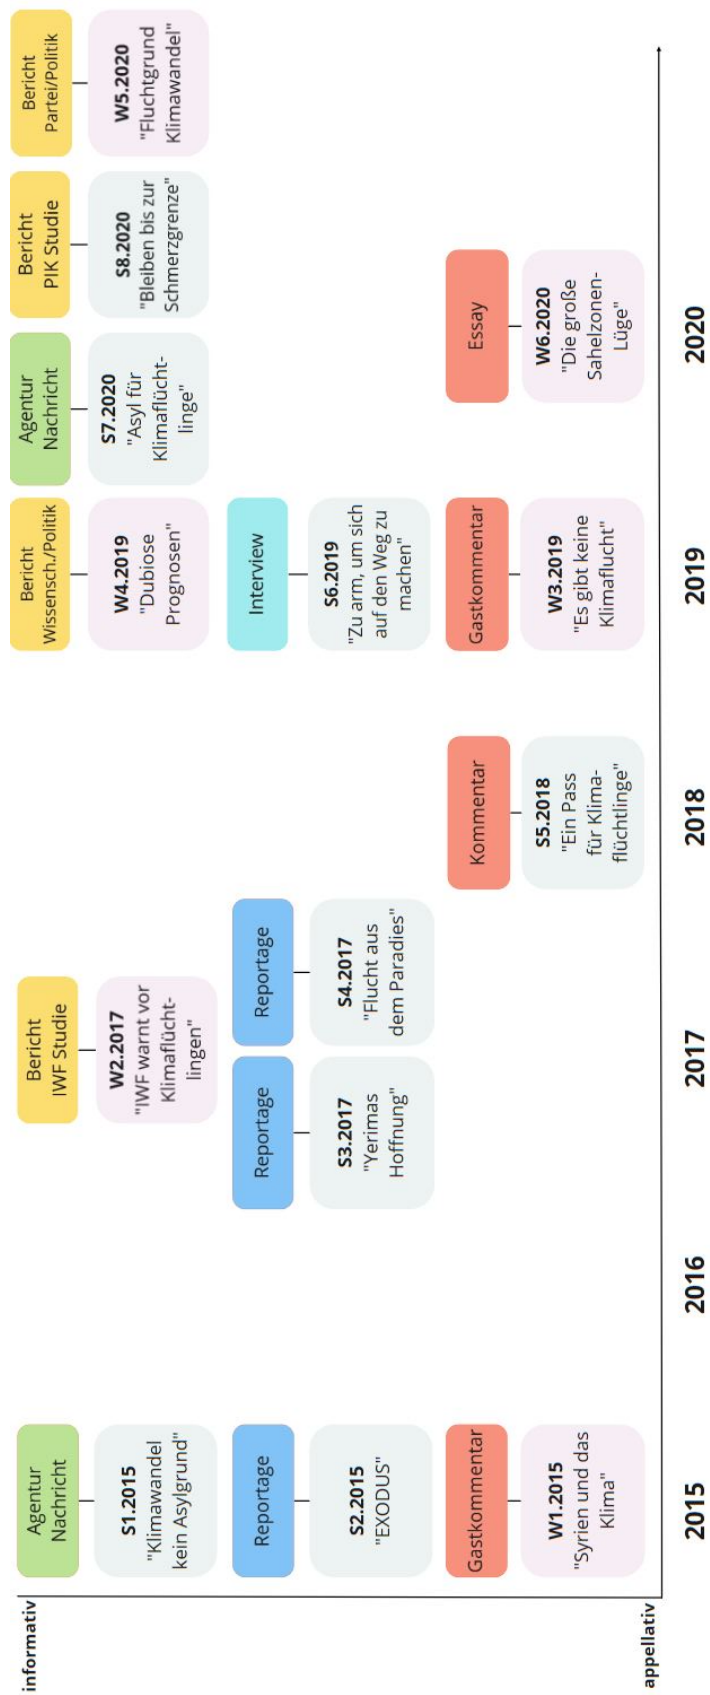 informativ
Agentur
Nachricht
S1.2015
"Klimawandel
kein Asylgrund"
Reportage
S2.2015
"EXODUS"
Gastkommentar
W1.2015
"Syrien und das
Klima"
Bericht
IWF Studie
W2.2017
"IWF warnt vor
Klimaflücht-
lingen"
Reportage
S3.2017
"Yerimas
Hoffnung"
Reportage
S4.2017
"Flucht aus
dem Paradies"
Kommentar
S5.2018
"Ein Pass
für Klima-
flüchtlinge"
Bericht
Wissensch./Politik
W4.2019
"Dubiose
Prognosen"
Interview
S6.2019
"Zu arm, um sich
auf den Weg zu
machen"
Gastkommentar
W3.2019
"Es gibt keine
Klimaflucht"
Agentur
Nachricht
S7.2020
"Asyl für
Klimaflücht-
linge"
Bericht
PIK Studie
S8.2020
"Bleiben bis zur
Schmerzgrenze"
Bericht
Partei/Politik
W5.2020
"Fluchtgrund
Klimawandel"
Essay
W6.2020
"Die große
Sahelzonen-
Lüge"
appellativ
2015
2016
2017
2018
2019
2020